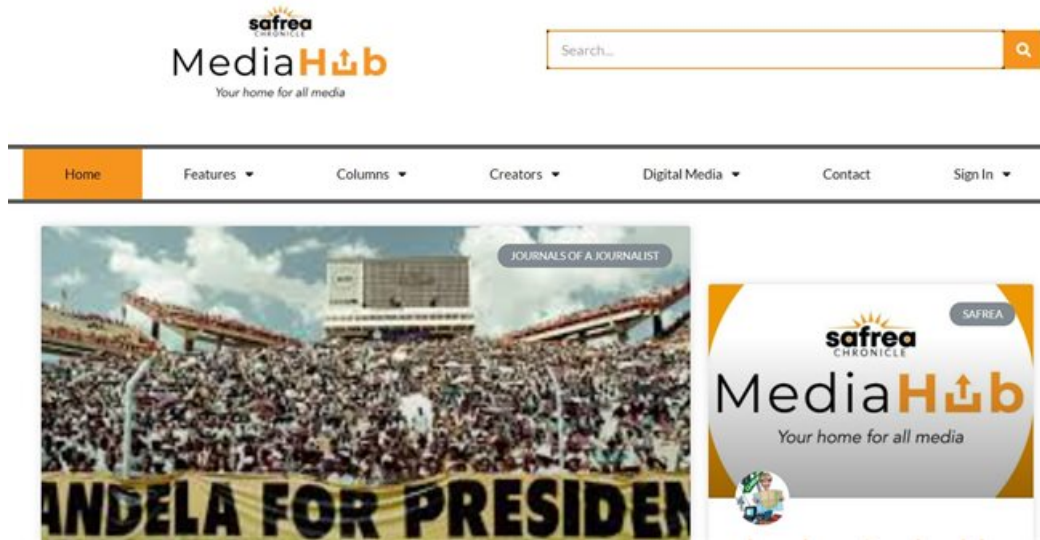 safrea
CHRONICLE
MediaHub
Your home for all media
Search...
Home Features Columns Creators Digital Media Contact Sign In
JOURNALS OF A JOURNALIST
ANDELA FOR PRESIDEN
SAFREA
safrea
CHRONICLE
MediaHub
Your home for all media